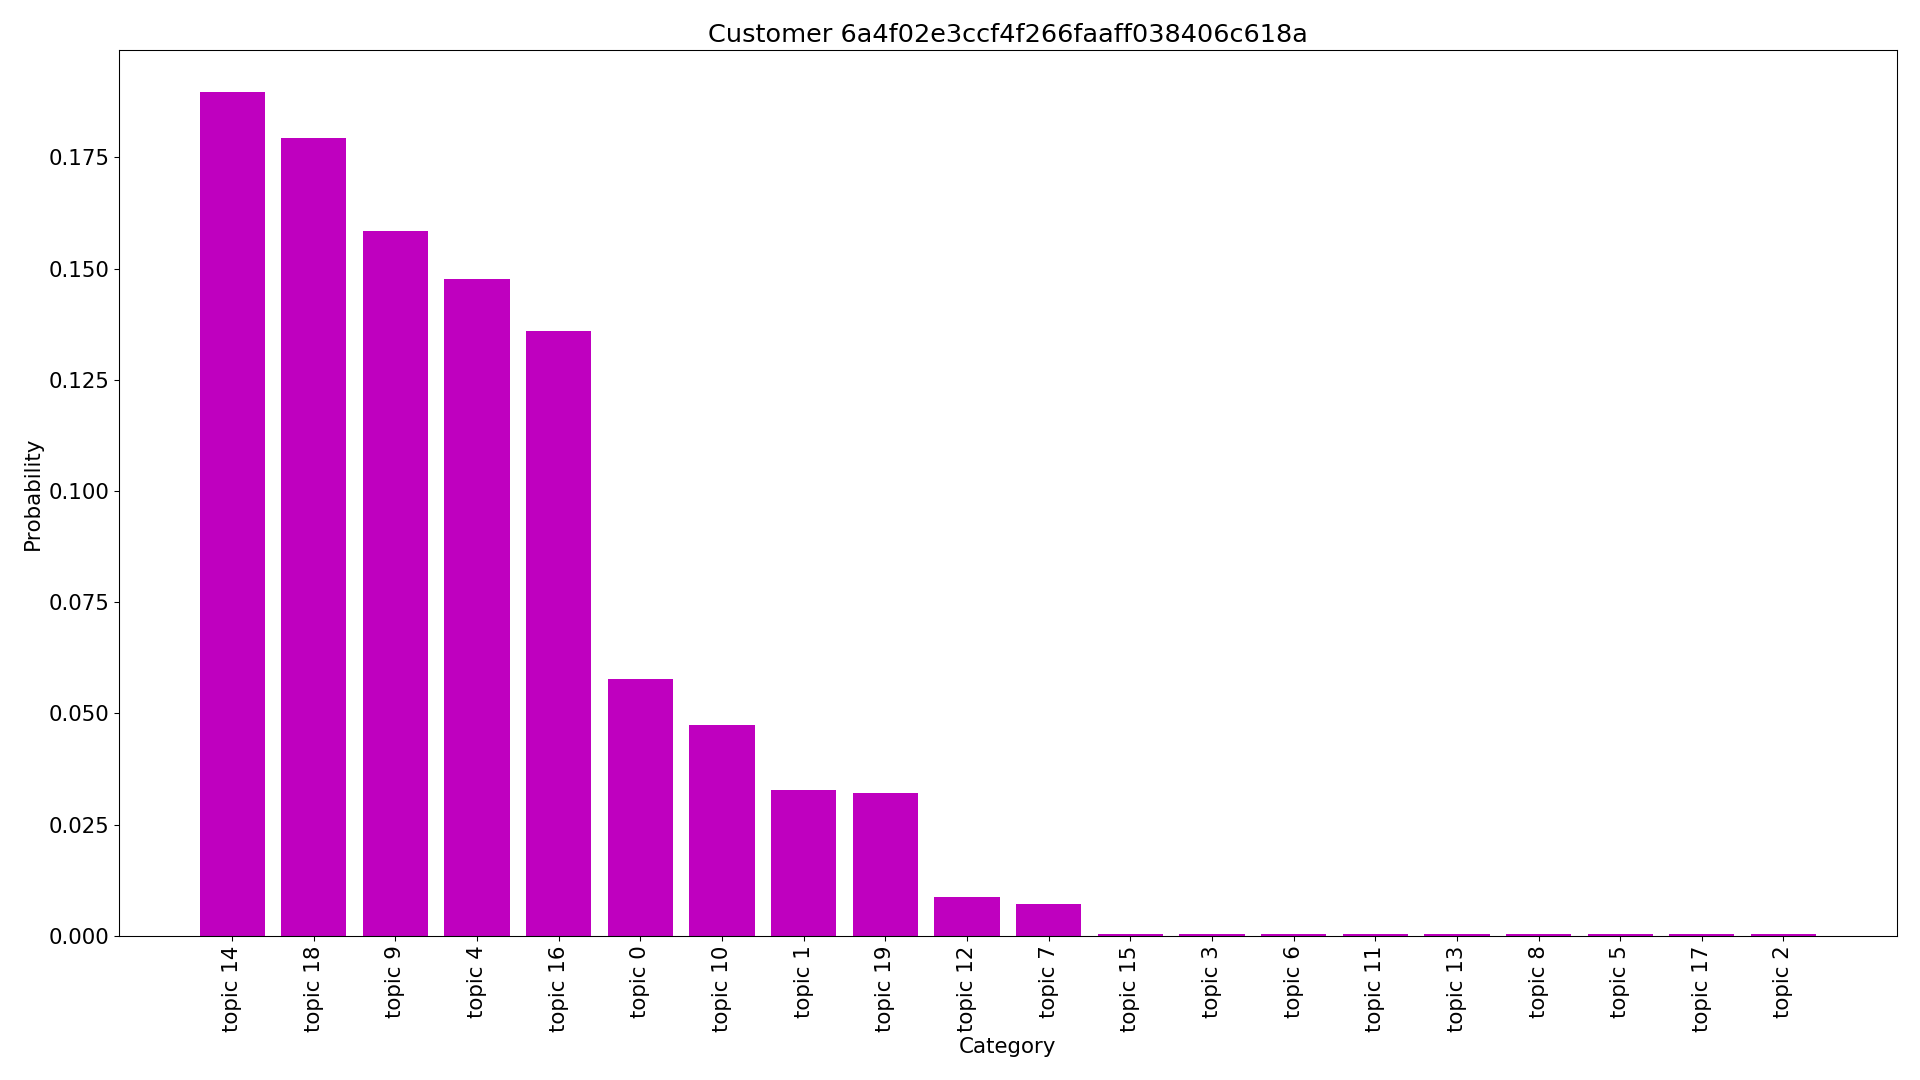 Customer 6a4f02e3ccf4f266faaff038406c618a
Probability
0.175
0.150
0.125
0.100
0.075
0.050
0.025
0.000
topic 14
topic 18
topic 9
topic 4
topic 16
topic 0
topic 10
topic 1
topic 19
topic 12
topic 7
topic 15
topic 3
topic 6
topic 11
topic 13
topic 8
topic 5
topic 17
topic 2
Category